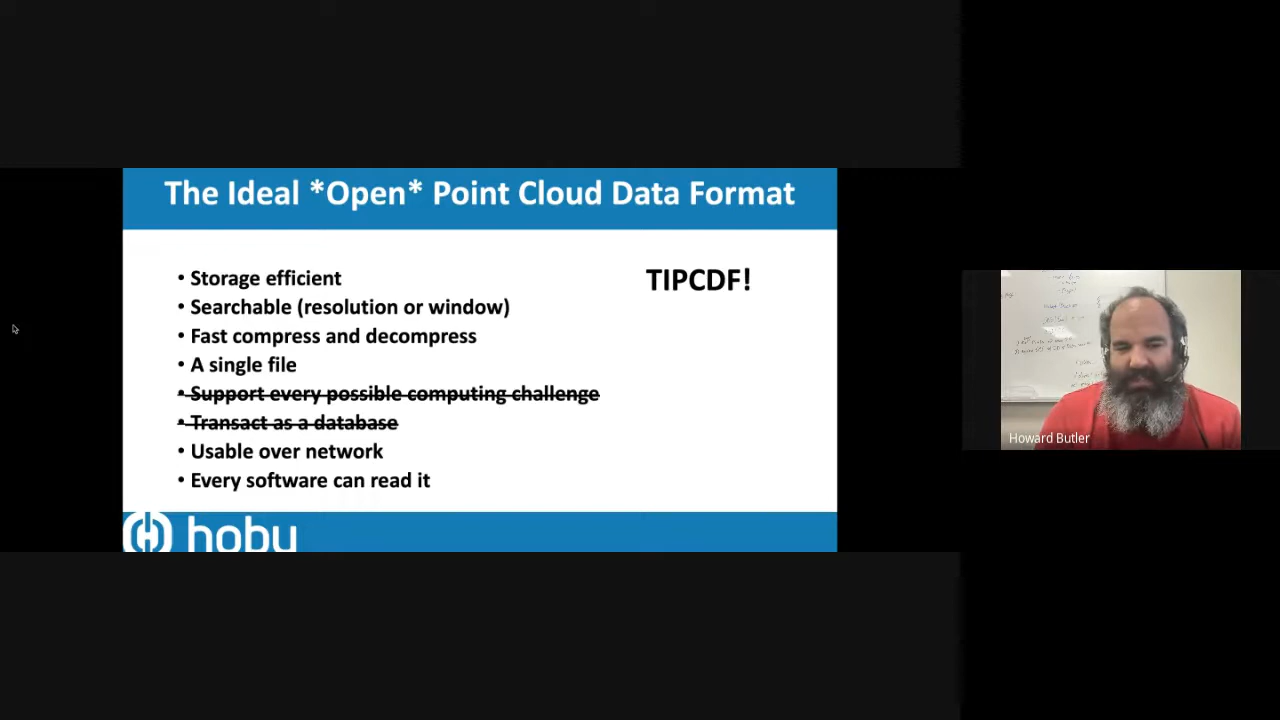 The Ideal *Open* Point Cloud Data Format
• Storage efficient
• Searchable (resolution or window)
• Fast compress and decompress
• A single file
• Support every possible computing challenge
• Transact as a database
• Usable over network
• Every software can read it
TIPCDF!
hobu
Howard Butler